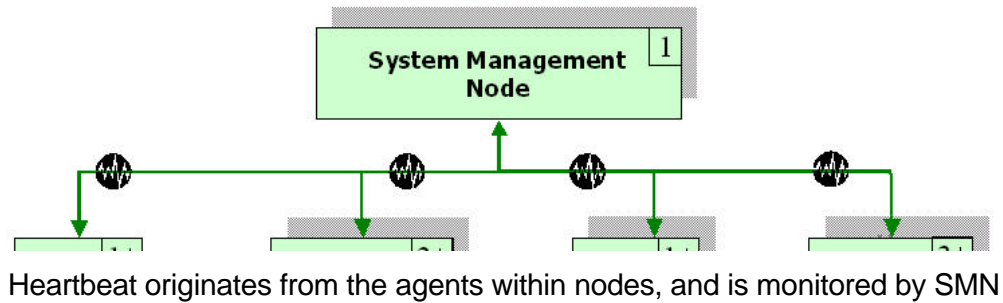 System Management
Node
1
Heartbeat originates from the agents within nodes, and is monitored by SMN